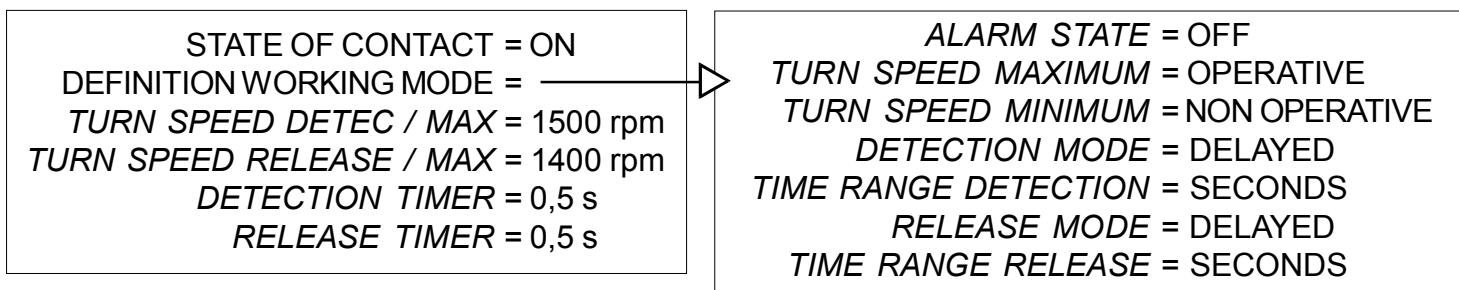 STATE OF CONTACT = ON
DEFINITION WORKING MODE =
TURN SPEED DETEC / MAX = 1500 rpm
TURN SPEED RELEASE / MAX = 1400 rpm
DETECTION TIMER = 0,5 s
RELEASE TIMER = 0,5 s
ALARM STATE = OFF
TURN SPEED MAXIMUM = OPERATIVE
TURN SPEED MINIMUM = NON OPERATIVE
DETECTION MODE = DELAYED
TIME RANGE DETECTION = SECONDS
RELEASE MODE = DELAYED
TIME RANGE RELEASE = SECONDS